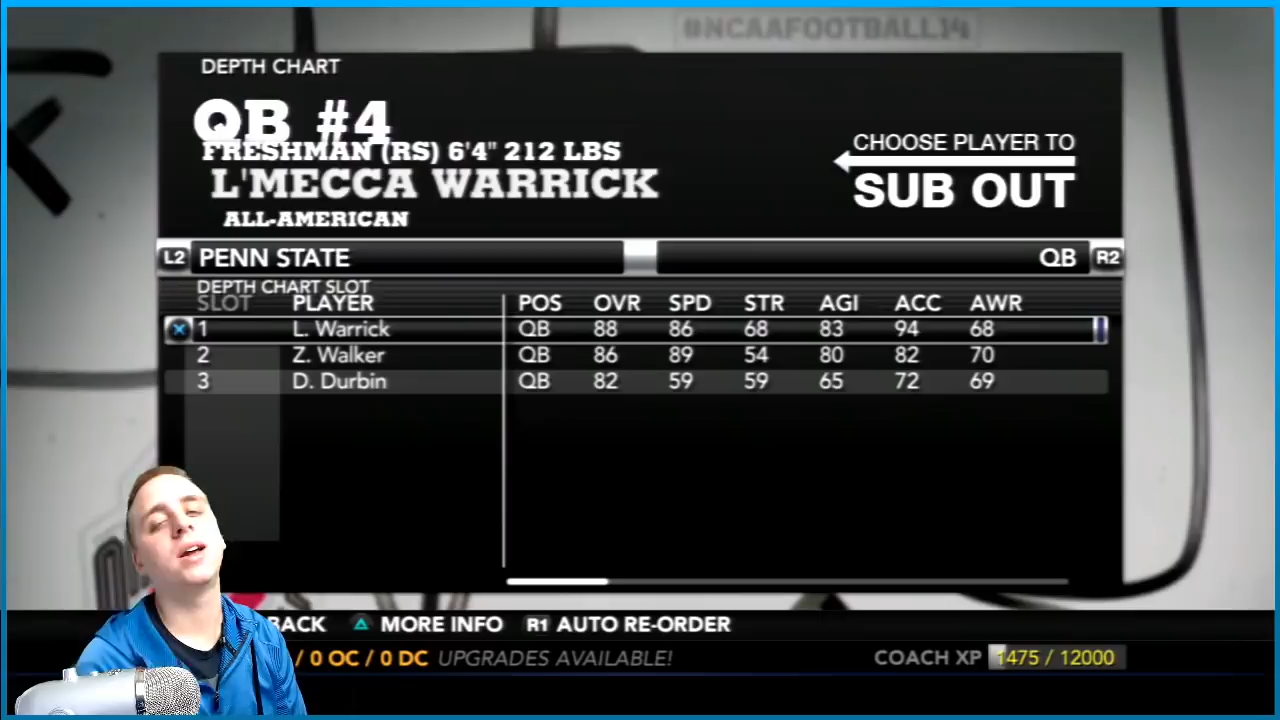 #NCAAFOOTBALL14
DEPTH CHART
QB #4
FRESHMAN (RS) 6'4" 212 LBS
L'MECCA WARRICK
ALL-AMERICAN
CHOOSE PLAYER TO
SUB OUT
L2 PENN STATE QB R2
DEPTH CHART SLOT
SLOT PLAYER POS OVR SPD STR AGI ACC AWR
1 L. Warrick QB 88 86 68 83 94 68
2 Z. Walker QB 86 89 54 80 82 70
3 D. Durbin QB 82 59 59 65 72 69
BACK MORE INFO R1 AUTO RE-ORDER
/ 0 OC / 0 DC UPGRADES AVAILABLE! COACH XP 1475 / 12000